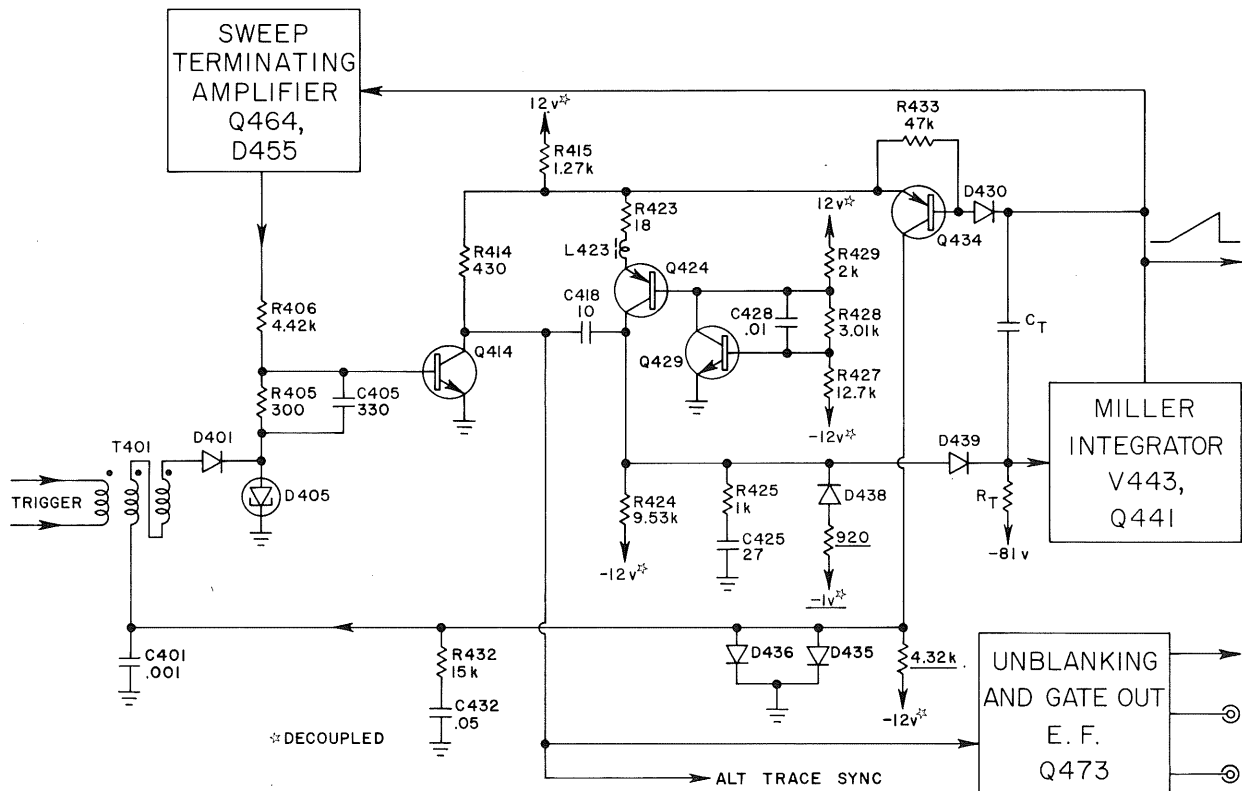 SWEEP
TERMINATING
AMPLIFIER
Q464,
D455
12v☆
R415
1.27k
R433
47k
R423
18
D430
12v☆
Q434
R414
430
L423
Q424
R429
2k
R406
4.42k
C418
10
C428
.01
R428
3.01k
C_T
Q414
Q429
R405
300
C405
330
R427
12.7k
-12v☆
MILLER
INTEGRATOR
V443,
Q441
T401
D401
D439
TRIGGER
D405
R424
9.53k
R425
1k
D438
R_T
C425
27
920
-81v
-12v☆
-1v☆
C401
.001
R432
15k
D436
D435
4.32k
UNBLANKING
AND GATE OUT
E. F.
Q473
C432
.05
-12v☆
☆DECOUPLED
ALT TRACE SYNC